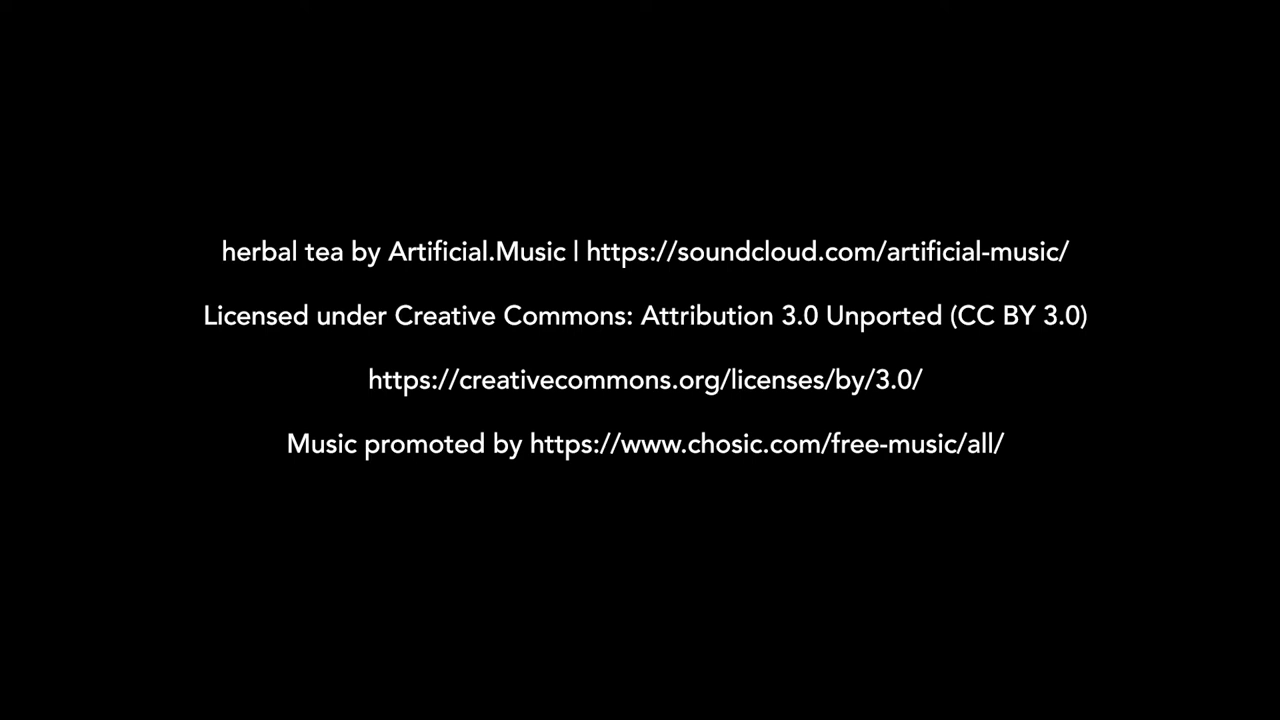 herbal tea by Artificial.Music | https://soundcloud.com/artificial-music/
Licensed under Creative Commons: Attribution 3.0 Unported (CC BY 3.0)
https://creativecommons.org/licenses/by/3.0/
Music promoted by https://www.chosic.com/free-music/all/